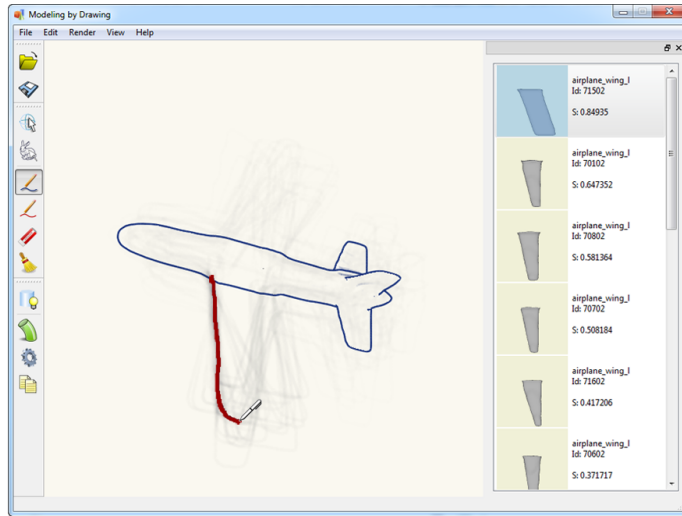 Modeling by Drawing
File Edit Render View Help
airplane_wing_l
Id: 71502
S: 0.84935
airplane_wing_l
Id: 70102
S: 0.647352
airplane_wing_l
Id: 70802
S: 0.581364
airplane_wing_l
Id: 70702
S: 0.508184
airplane_wing_l
Id: 71602
S: 0.417206
airplane_wing_l
Id: 70602
S: 0.371717